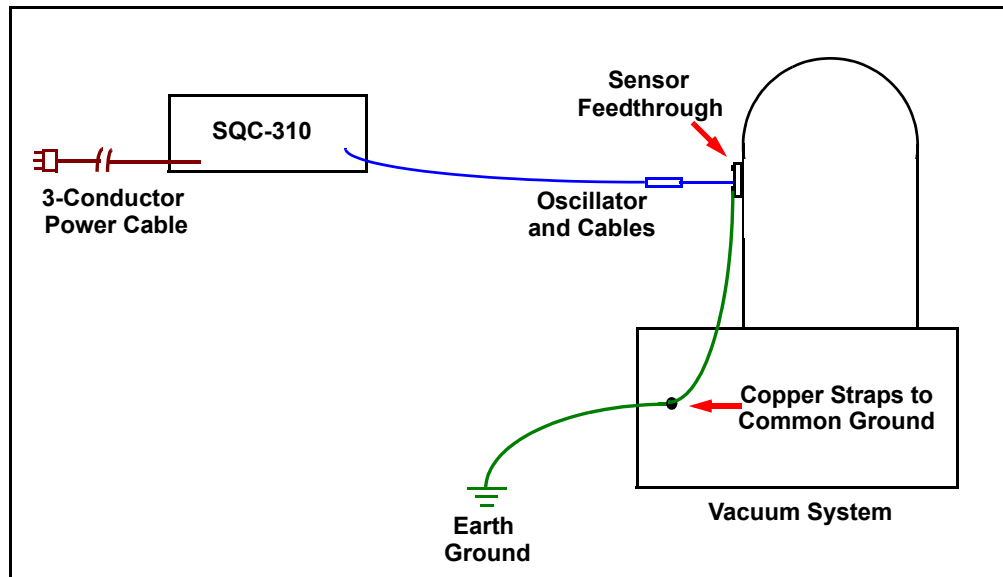 SQC-310
3-Conductor
Power Cable
Sensor
Feedthrough
Oscillator
and Cables
Copper Straps to
Common Ground
Earth
Ground
Vacuum System